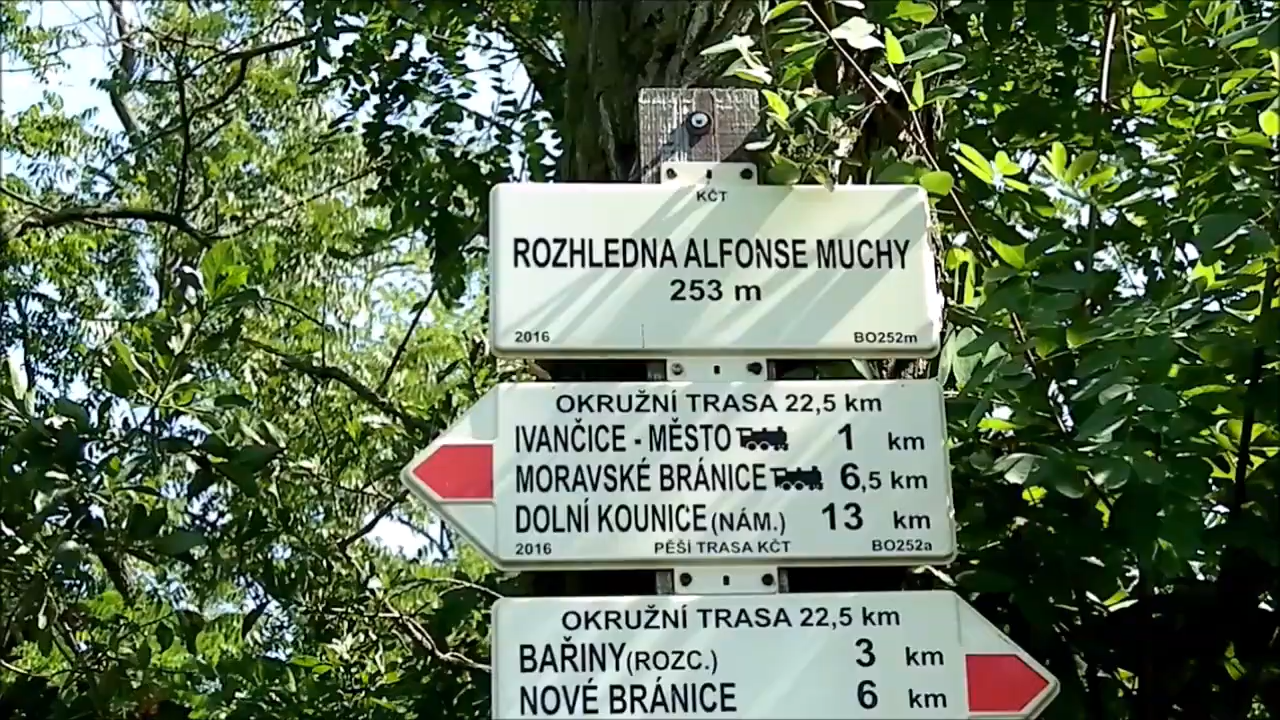 KČT
ROZHLEDNA ALFONSE MUCHY
253 m
2016 BO252m
OKRUŽNÍ TRASA 22,5 km
IVANČICE - MĚSTO 1 km
MORAVSKÉ BRÁNICE 6,5 km
DOLNÍ KOUNICE (NÁM.) 13 km
2016 PĚŠÍ TRASA KČT BO252a
OKRUŽNÍ TRASA 22,5 km
BAŘINY (ROZC.) 3 km
NOVÉ BRÁNICE 6 km